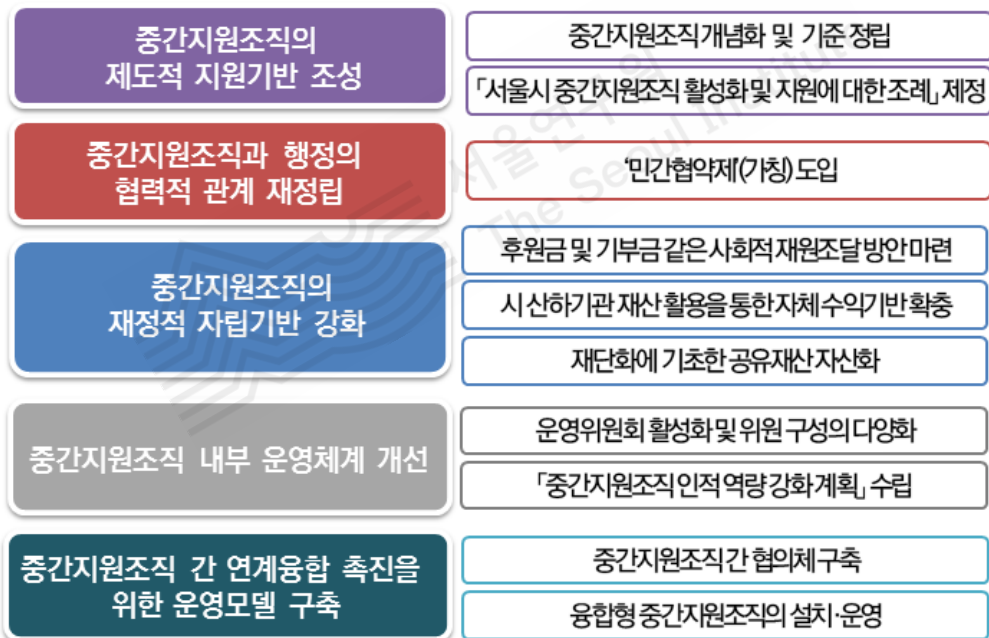 중간지원조직의
제도적 지원기반 조성
중간지원조직 개념화 및 기준 정립
「서울시 중간지원조직 활성화 및 지원에 대한 조례」 제정
중간지원조직과 행정의
협력적 관계 재정립
‘민간협약제’(가칭) 도입
중간지원조직의
재정적 자립기반 강화
후원금 및 기부금 같은 사회적 재원조달 방안 마련
시 산하기관 재산 활용을 통한 자체 수익기반 확충
재단화에 기초한 공유재산 자산화
중간지원조직 내부 운영체계 개선
운영위원회 활성화 및 위원 구성의 다양화
「중간지원조직 인적 역량 강화 계획」 수립
중간지원조직 간 연계융합 촉진을
위한 운영모델 구축
중간지원조직 간 협의체 구축
융합형 중간지원조직의 설치·운영
서울연구원
The Seoul Institute